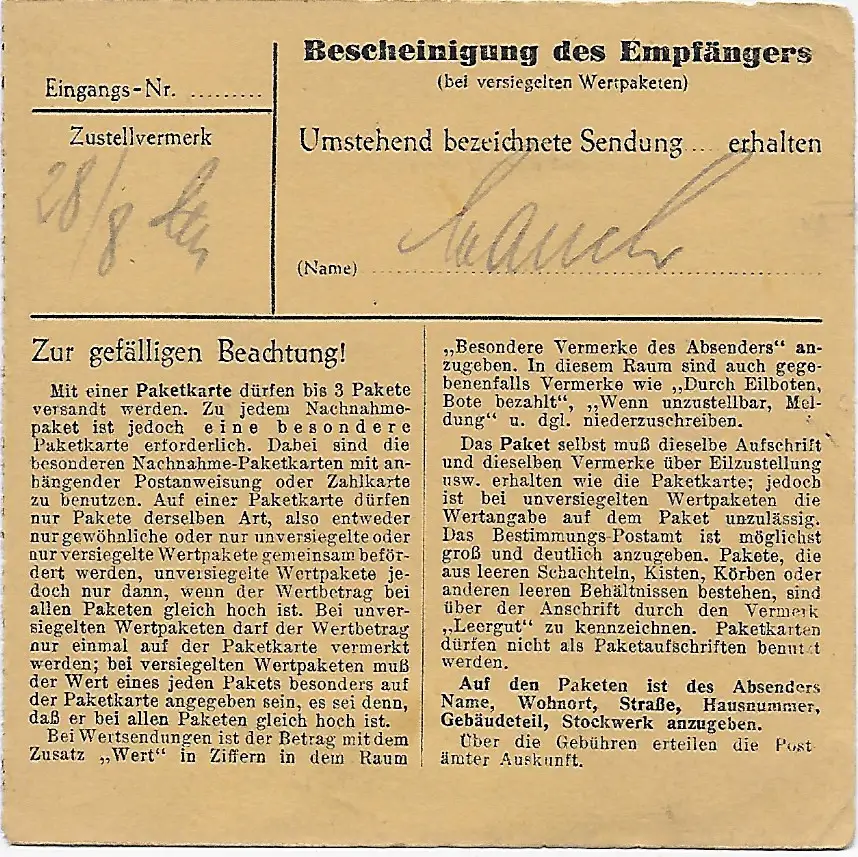 Bescheinigung des Empfängers
(bei versiegelten Wertpaketen)
Eingangs-Nr. .........
Zustellvermerk
28/8
Umstehend bezeichnete Sendung .... erhalten
(Name) ....................
Zur gefälligen Beachtung!
Mit einer Paketkarte dürfen bis 3 Pakete
versandt werden. Zu jedem Nachnahme-
paket ist jedoch eine besondere
Paketkarte erforderlich. Dabei sind die
besonderen Nachnahme-Paketkarten mit an-
hängender Postanweisung oder Zahlkarte
zu benutzen. Auf einer Paketkarte dürfen
nur Pakete derselben Art, also entweder
nur gewöhnliche oder nur unversiegelte oder
nur versiegelte Wertpakete gemeinsam beför-
dert werden, unversiegelte Wertpakete je-
doch nur dann, wenn der Wertbetrag bei
allen Paketen gleich hoch ist. Bei unver-
siegelten Wertpaketen darf der Wertbetrag
nur einmal auf der Paketkarte vermerkt
werden; bei versiegelten Wertpaketen muß
der Wert eines jeden Pakets besonders auf
der Paketkarte angegeben sein, es sei denn,
daß er bei allen Paketen gleich hoch ist.
Bei Wertsendungen ist der Betrag mit dem
Zusatz „Wert“ in Ziffern in dem Raum
„Besondere Vermerke des Absenders“ an-
zugeben. In diesem Raum sind auch gege-
benenfalls Vermerke wie „Durch Eilboten,
Bote bezahlt“, „Wenn unzustellbar, Mel-
dung“ u. dgl. niederzuschreiben.
Das Paket selbst muß dieselbe Aufschrift
und dieselben Vermerke über Eilzustellung
usw. erhalten wie die Paketkarte; jedoch
ist bei unversiegelten Wertpaketen die
Wertangabe auf dem Paket unzulässig.
Das Bestimmungs-Postamt ist möglichst
groß und deutlich anzugeben. Pakete, die
aus leeren Schachteln, Kisten, Körben oder
anderen leeren Behältnissen bestehen, sind
über der Anschrift durch den Vermerk
„Leergut“ zu kennzeichnen. Paketkarten
dürfen nicht als Paketaufschriften benutzt
werden.
Auf den Paketen ist des Absenders
Name, Wohnort, Straße, Hausnummer,
Gebäudeteil, Stockwerk anzugeben.
Über die Gebühren erteilen die Post
ämter Auskunft.